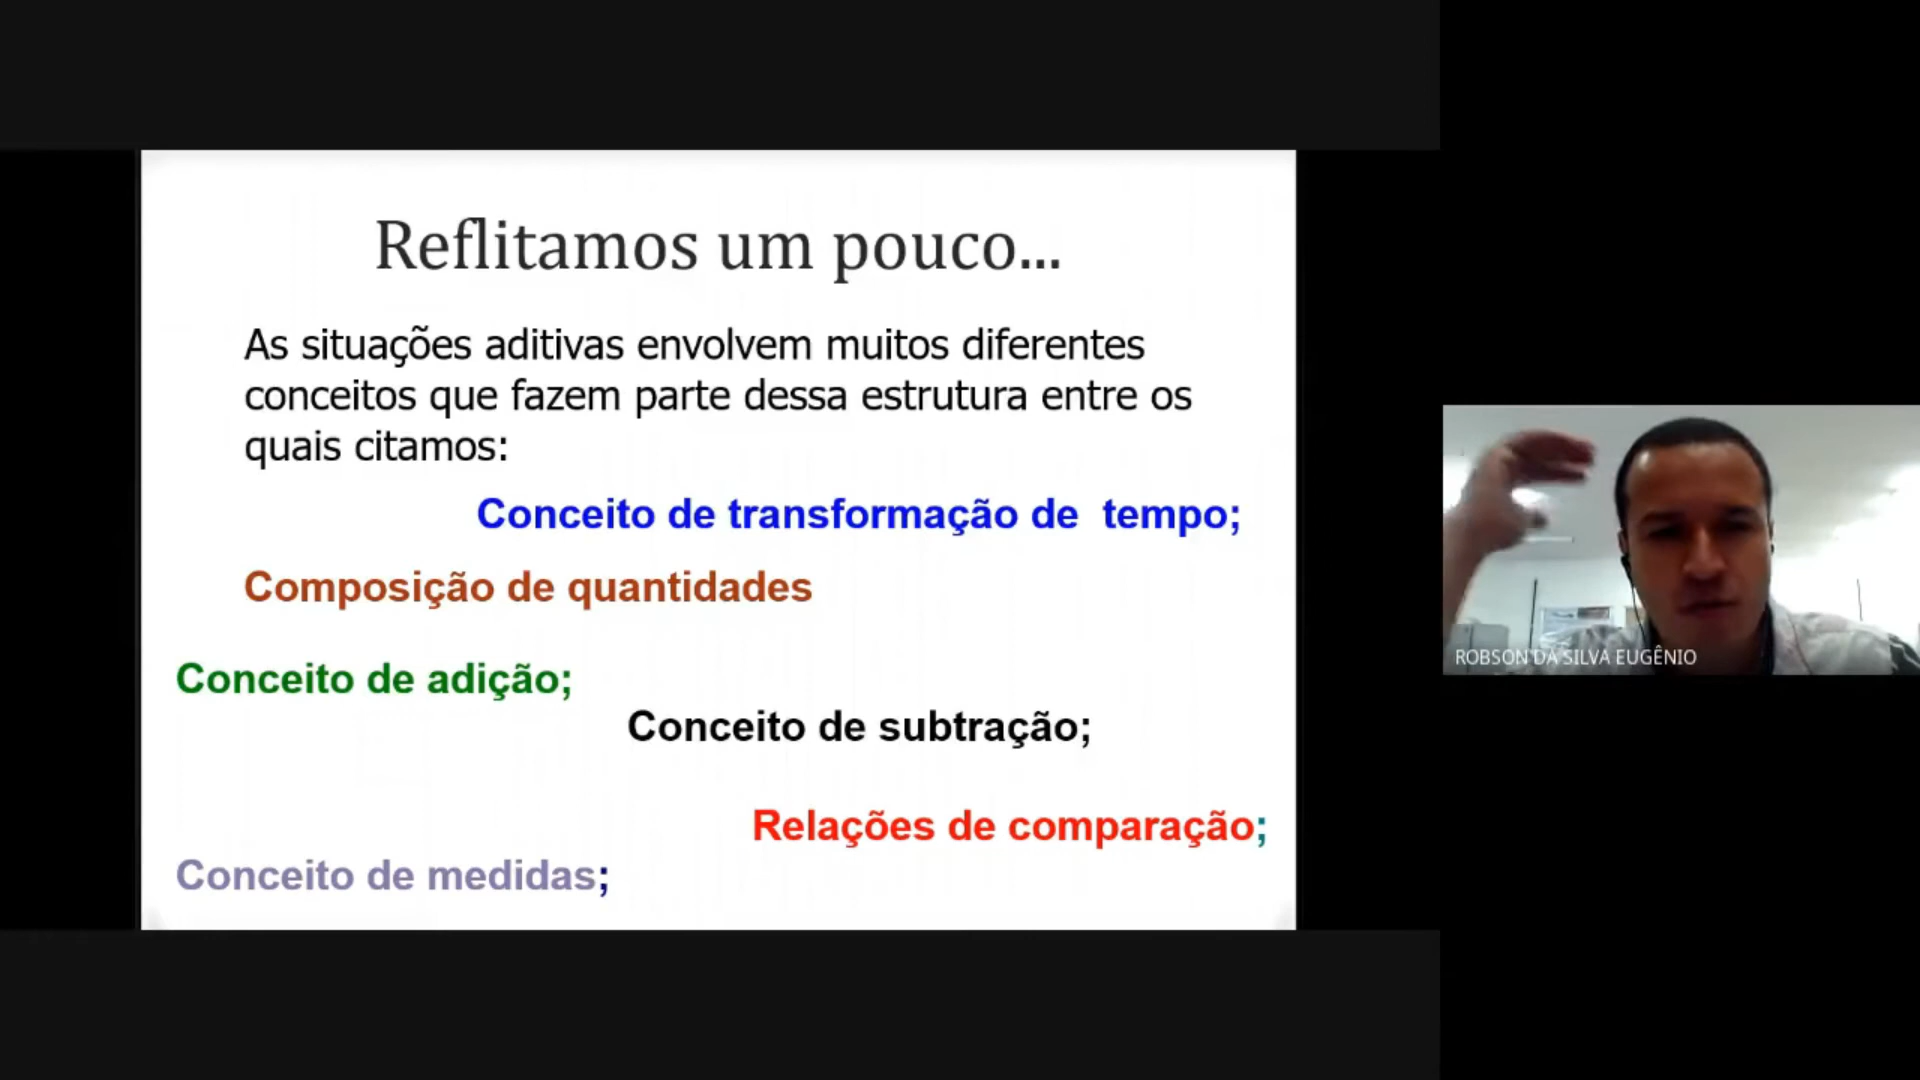 Reflitamos um pouco...
As situações aditivas envolvem muitos diferentes
conceitos que fazem parte dessa estrutura entre os
quais citamos:
Conceito de transformação de  tempo;
Composição de quantidades
Conceito de adição;
Conceito de subtração;
Relações de comparação;
Conceito de medidas;
ROBSON DA SILVA EUGÊNIO